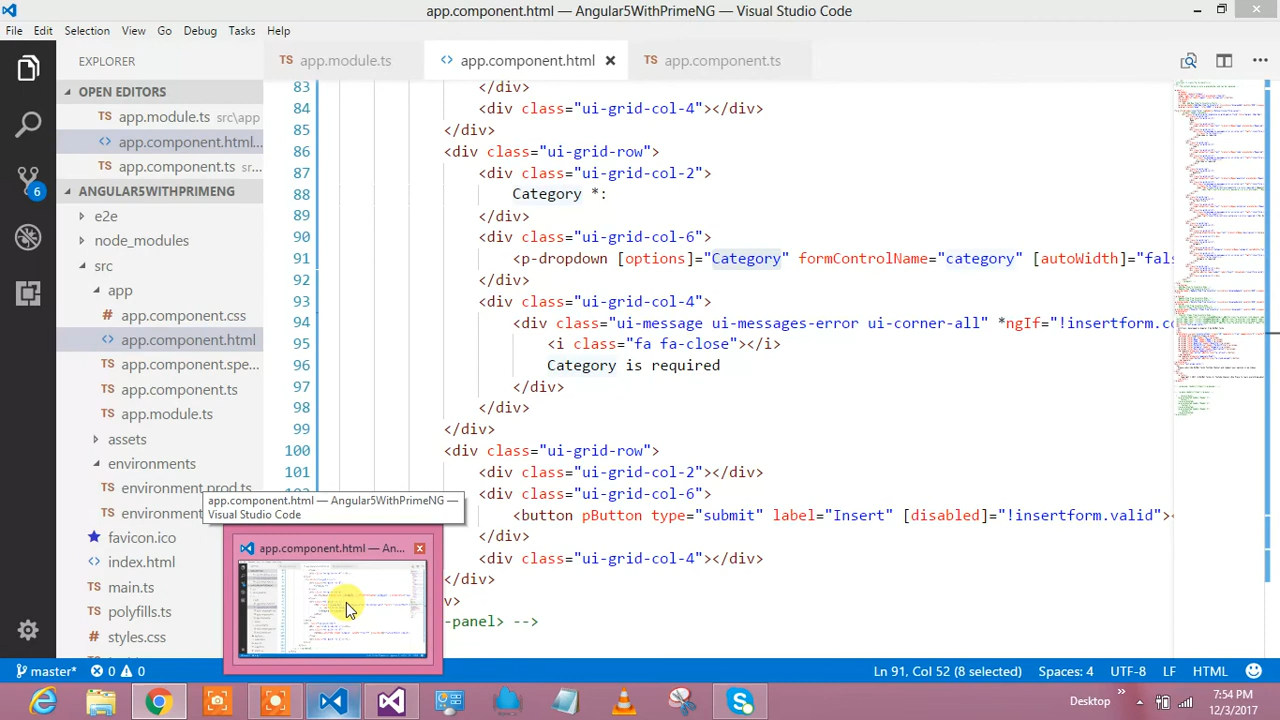 app.component.html — Angular5WithPrimeNG — Visual Studio Code
File Edit Selection View Go Debug Tasks Help
EXPLORER
TS app.module.ts
<> app.component.html
TS app.component.ts
OPEN EDITORS
app.module.ts src\app
app.component.html...
ANGULAR5WITHPRIMENG
6
e2e
src
app
app.component.css
app.component.html
app.component.spe...
app.component.ts
app.module.ts
assets
environments
environment.prod.ts
favicon.ico
index.html
main.ts
styles.css
83 </div>
84 <div class="ui-grid-col-4"></div>
85 </div>
86 <div class="ui-grid-row">
87 <div class="ui-grid-col-2">
88 Category *:
89 </div>
90 <div class="ui-grid-col-6">
91 dropdown [options]="Category" formControlName="category" [autoWidth]="fals
92 </div>
93 <div class="ui-grid-col-4">
94 class="ui-message ui-messages-error ui-corner-all" *ngIf="!insertform.co
95 class="fa fa-close"></i>
96 Category is required
97 </div>
98 </div>
99 </div>
100 <div class="ui-grid-row">
101 <div class="ui-grid-col-2"></div>
<div class="ui-grid-col-6">
<button pButton type="submit" label="Insert" [disabled]="!insertform.valid"><
</div>
<div class="ui-grid-col-4"></div>
</div>
-panel> -->
app.component.html — Angular5WithPrimeNG —
Visual Studio Code
app.component.html — An...
master* 0 0
Ln 91, Col 52 (8 selected) Spaces: 4 UTF-8 LF HTML
Desktop
7:54 PM
12/3/2017